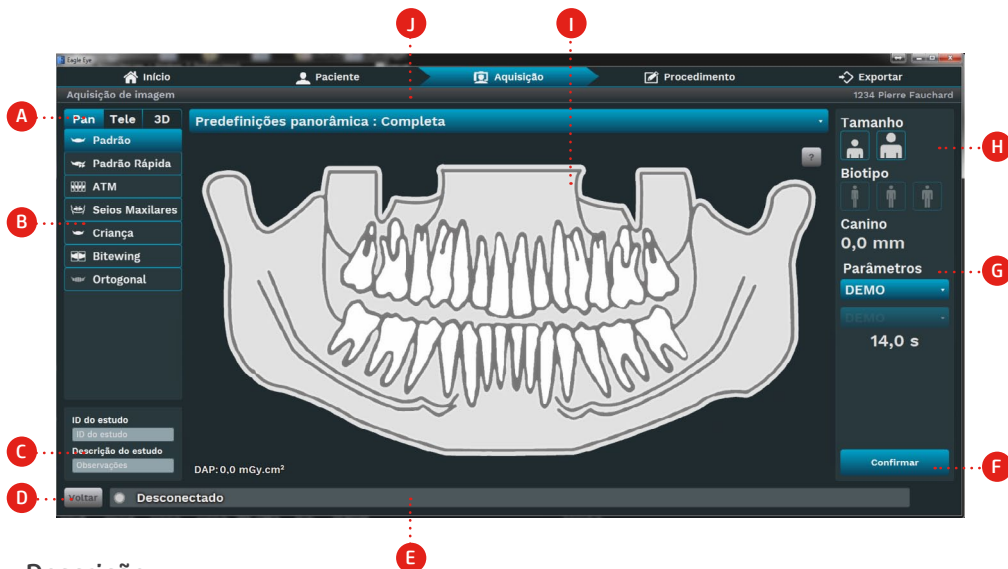 J
I
Eagle Eye
Início
Paciente
Aquisição
Procedimento
Exportar
Aquisição de imagem
1234 Pierre Fauchard
A
Pan
Tele
3D
Predefinições panorâmica : Completa
Tamanho
H
Padrão
Padrão Rápida
?
ATM
Biotipo
Seios Maxilares
B
Criança
Canino
0,0 mm
Bitewing
Parâmetros
G
Ortogonal
DEMO
DEMO
14,0 s
ID do estudo
ID do estudo
Descrição do estudo
C
Observações
DAP: 0,0 mGy.cm²
Confirmar
F
D
Voltar
Desconectado
E
Descrição